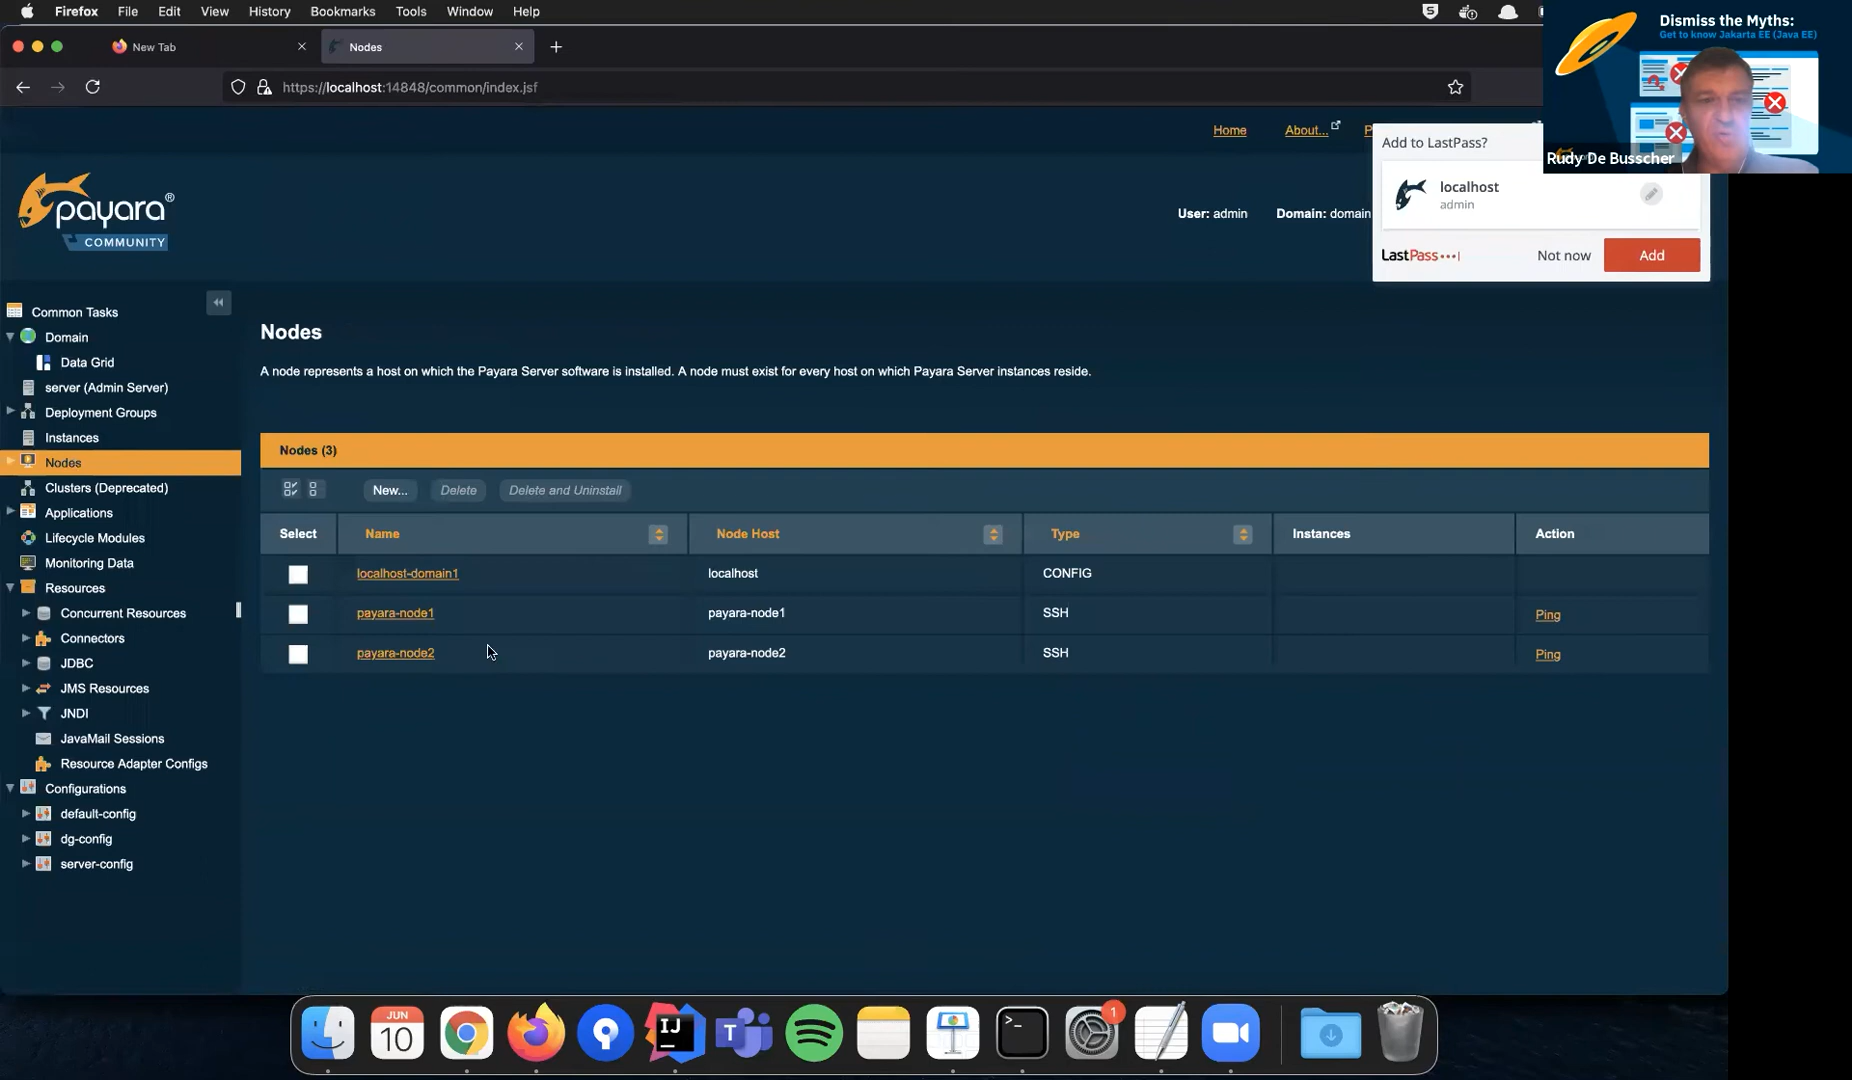 Firefox File Edit View History Bookmarks Tools Window Help
New Tab
Nodes
https://localhost:14848/common/index.jsf
Dismiss the Myths:
Get to know Jakarta EE (Java EE)
Rudy De Busscher
Home About... P
payara®
COMMUNITY
User: admin Domain: domain
Add to LastPass?
localhost
admin
LastPass•••|
Not now
Add
Common Tasks
Domain
Data Grid
server (Admin Server)
Deployment Groups
Instances
Nodes
Clusters (Deprecated)
Applications
Lifecycle Modules
Monitoring Data
Resources
Concurrent Resources
Connectors
JDBC
JMS Resources
JNDI
JavaMail Sessions
Resource Adapter Configs
Configurations
default-config
dg-config
server-config
Nodes
A node represents a host on which the Payara Server software is installed. A node must exist for every host on which Payara Server instances reside.
Nodes (3)
New... Delete Delete and Uninstall
Select Name Node Host Type Instances Action
localhost-domain1 localhost CONFIG
payara-node1 payara-node1 SSH Ping
payara-node2 payara-node2 SSH Ping
JUN
10
IJ
T
>_
1